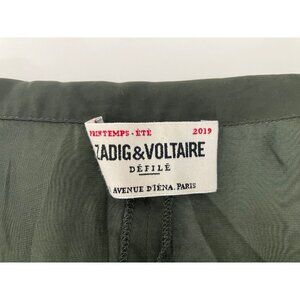 PRINTEMPS · ÉTÉ 2019
ZADIG&VOLTAIRE
DÉFILÉ
AVENUE D'IÉNA. PARIS